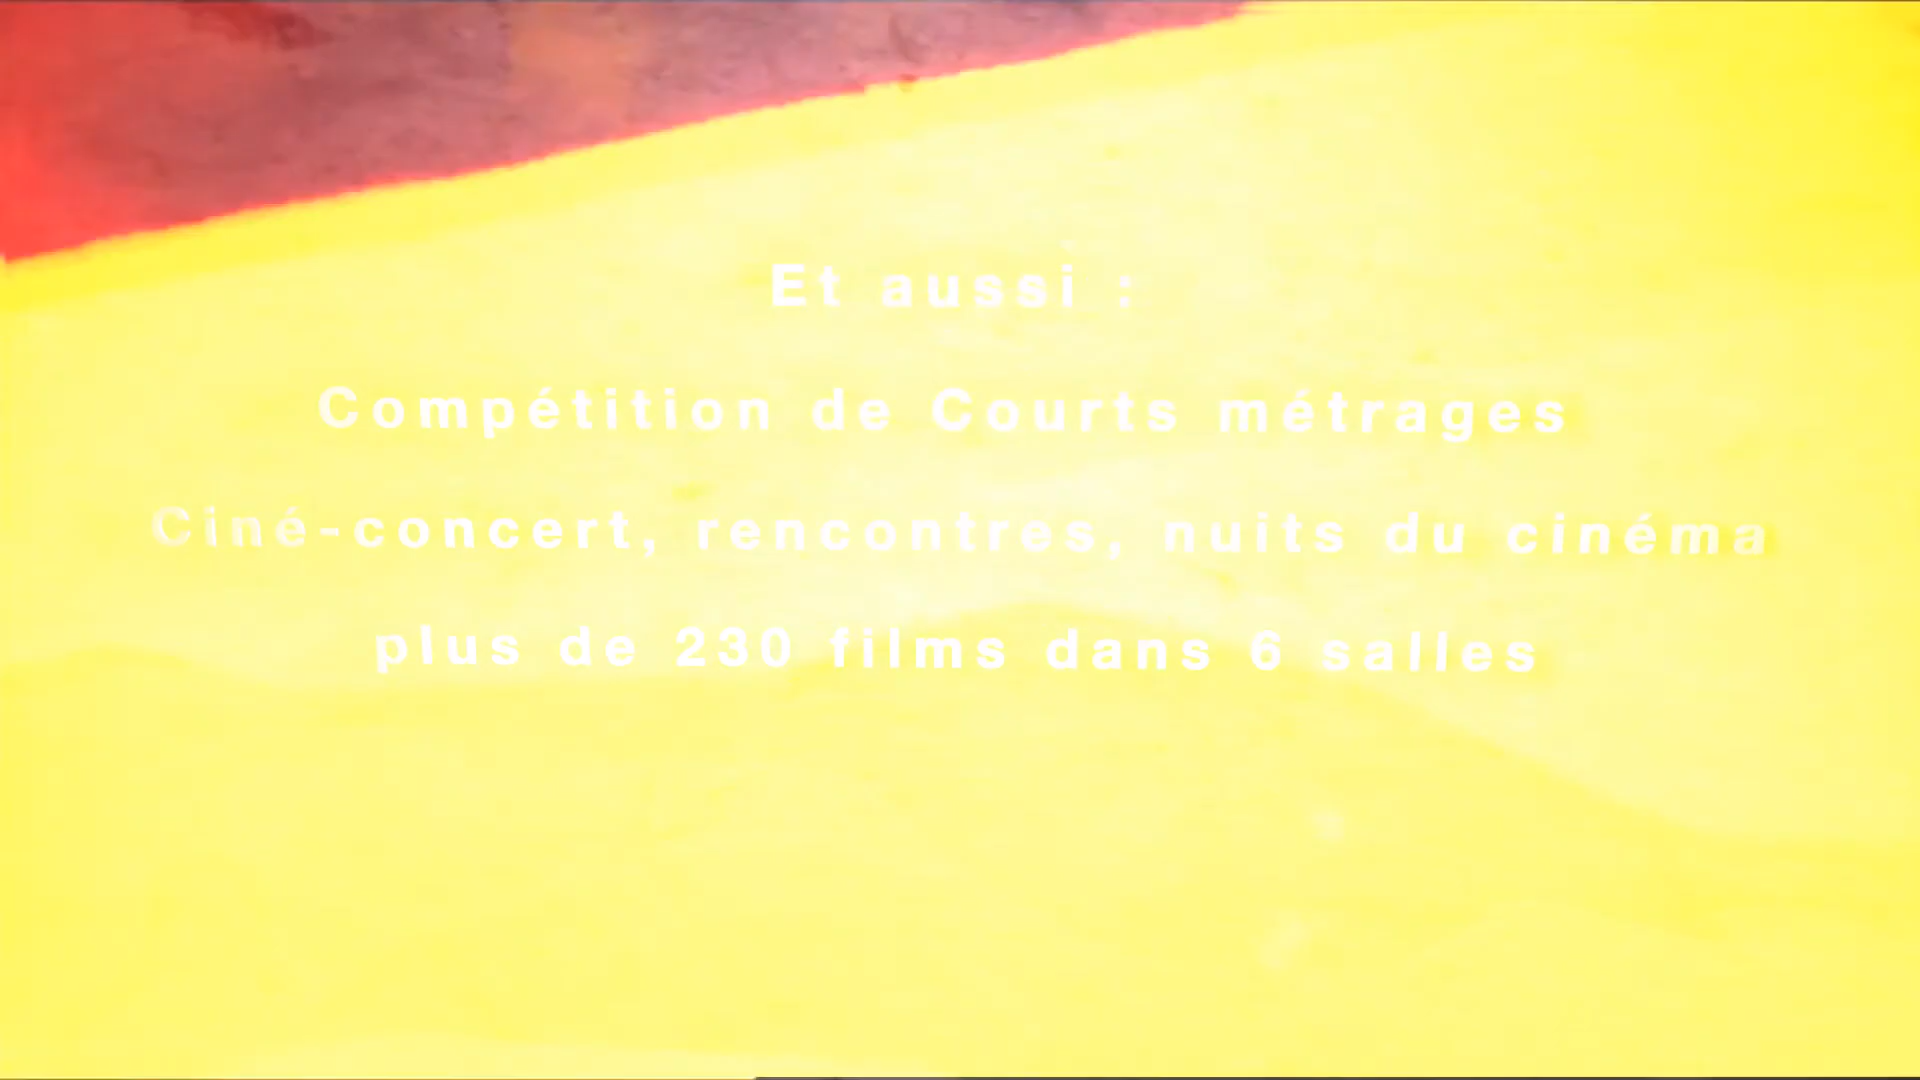 Et aussi :
Compétition de Courts métrages
Ciné-concert, rencontres, nuits du cinéma
plus de 230 films dans 6 salles